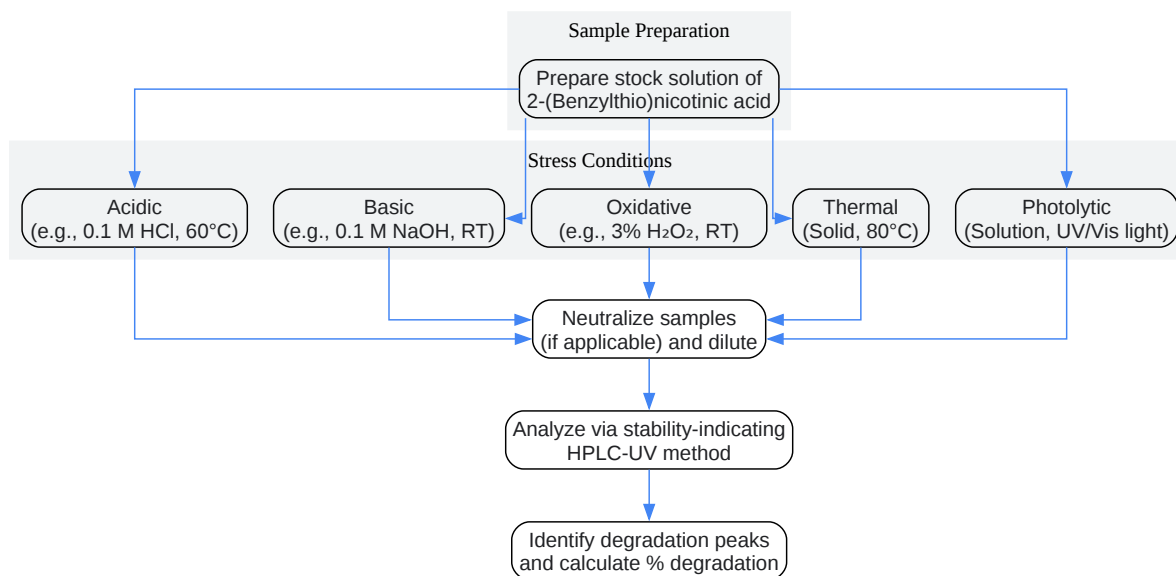 Sample Preparation
Prepare stock solution of
2-(Benzylthio)nicotinic acid
Stress Conditions
Acidic
(e.g., 0.1 M HCl, 60°C)
Basic
(e.g., 0.1 M NaOH, RT)
Oxidative
(e.g., 3% H₂O₂, RT)
Thermal
(Solid, 80°C)
Photolytic
(Solution, UV/Vis light)
Neutralize samples
(if applicable) and dilute
Analyze via stability-indicating
HPLC-UV method
Identify degradation peaks
and calculate % degradation